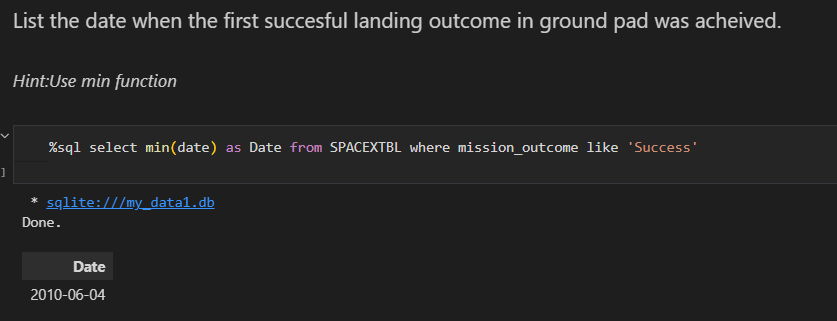 List the date when the first succesful landing outcome in ground pad was acheived.
Hint:Use min function
%sql select min(date) as Date from SPACEXTBL where mission_outcome like 'Success'
]
* sqlite:///my_data1.db
Done.
Date
2010-06-04